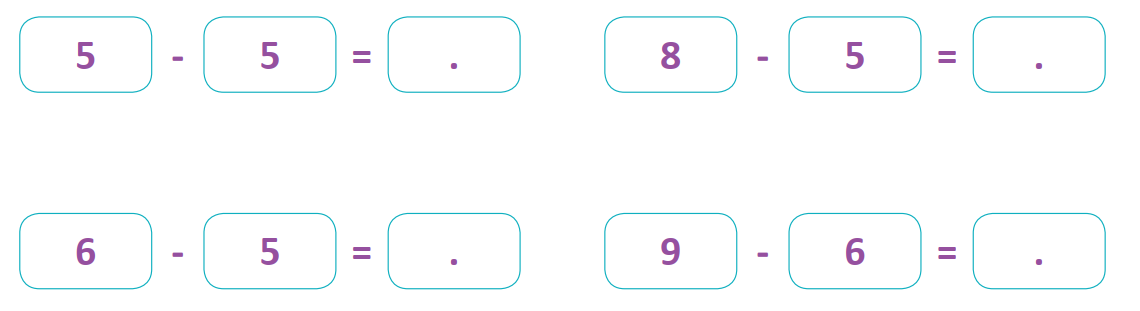 5 - 5 = . 8 - 5 = .
6 - 5 = . 9 - 6 = .